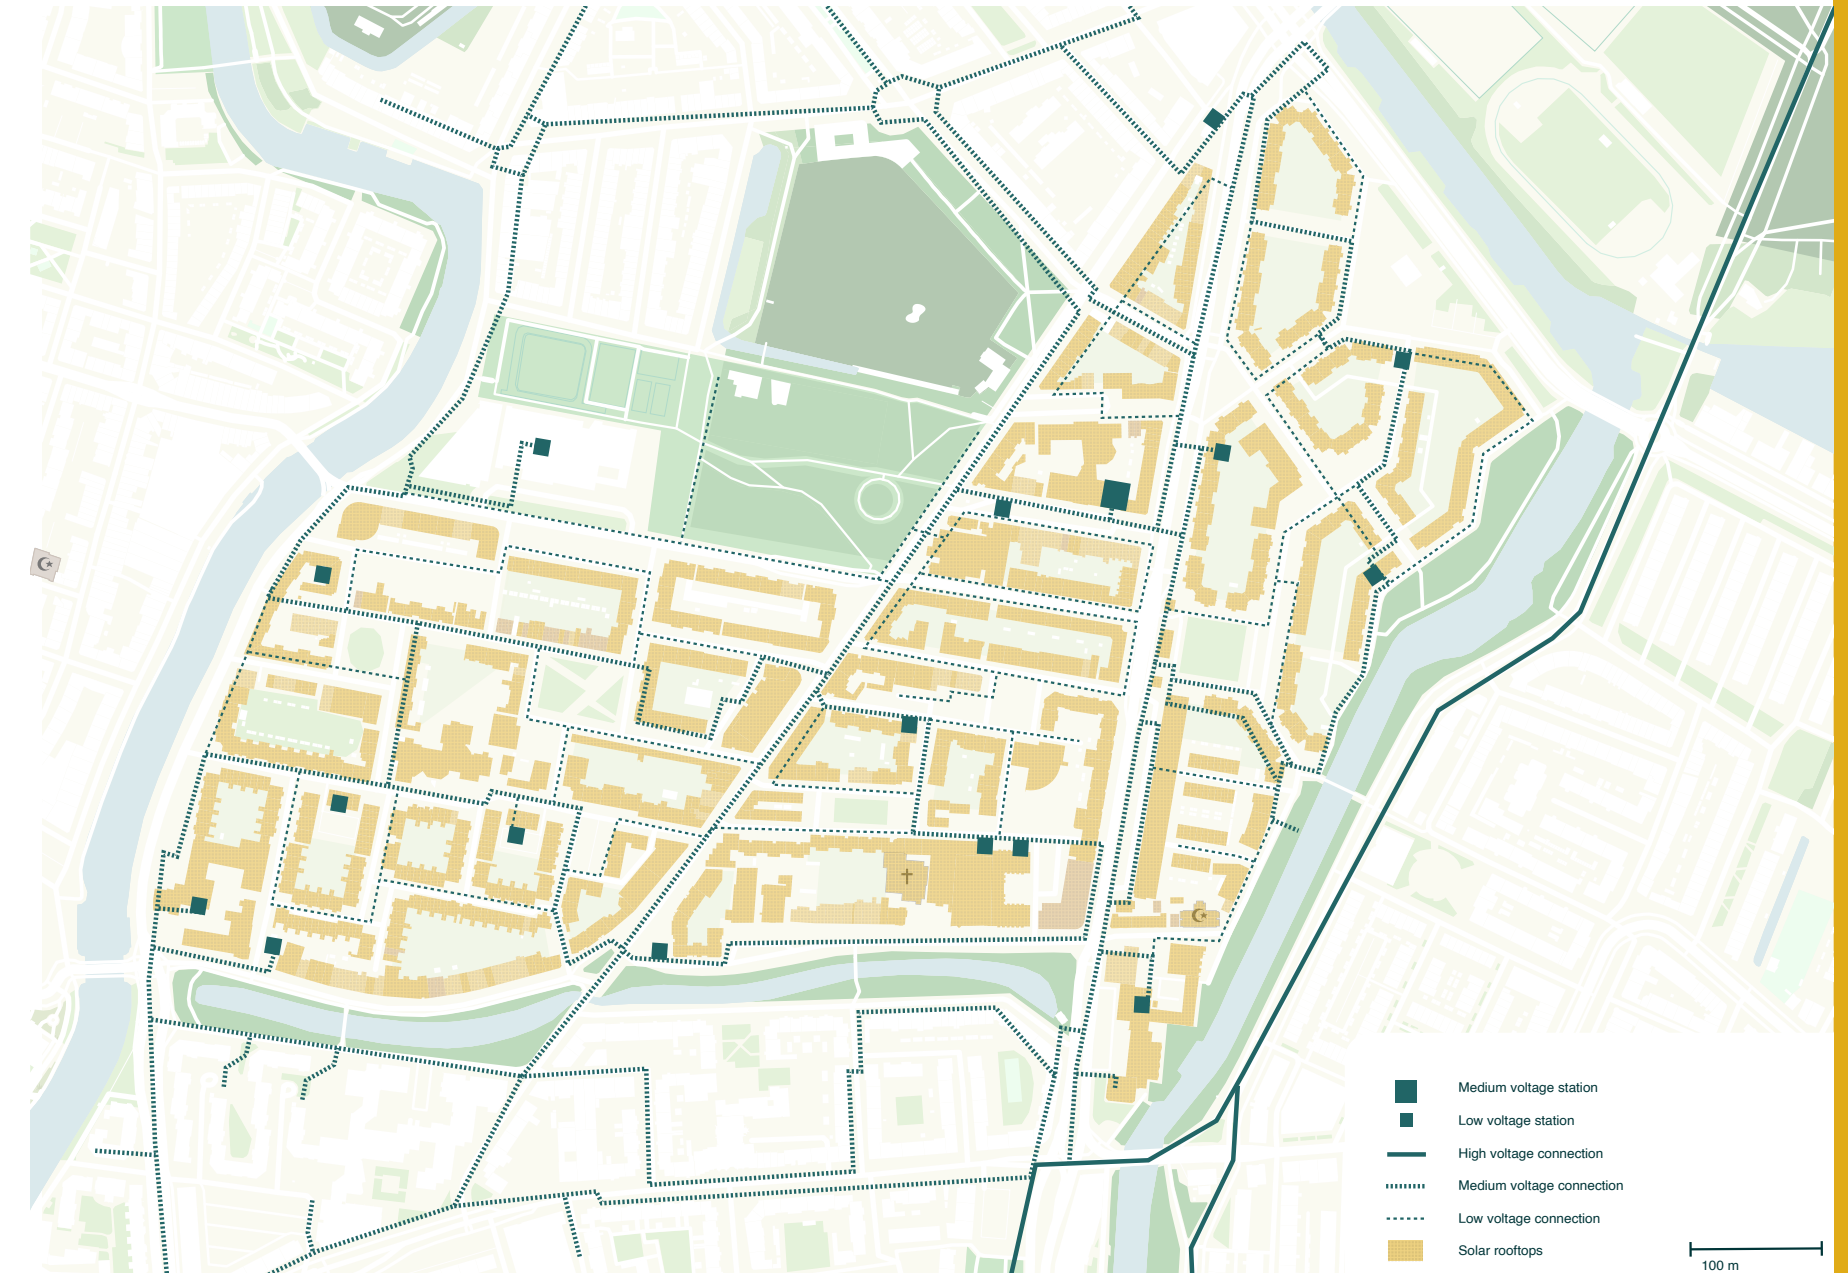 Medium voltage station
Low voltage station
High voltage connection
Medium voltage connection
Low voltage connection
Solar rooftops
100 m